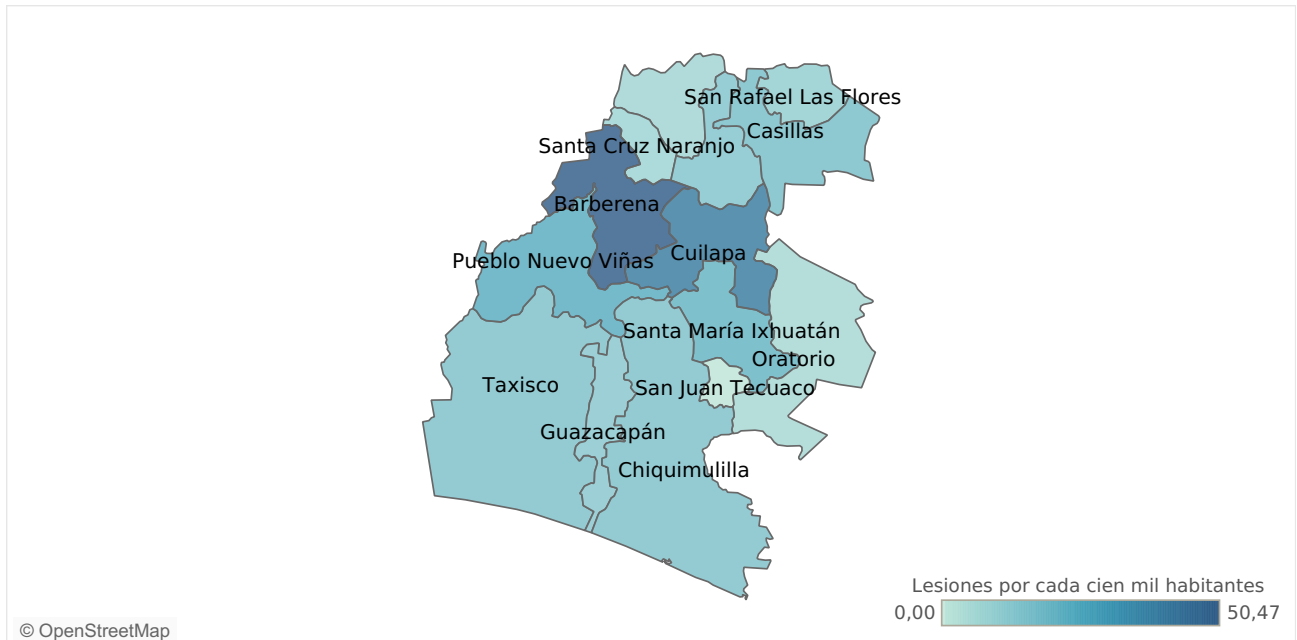 San Rafael Las Flores
Casillas
Santa Cruz Naranjo
Barberena
Cuilapa
Pueblo Nuevo Viñas
Santa María Ixhuatán
Oratorio
Taxisco
San Juan Tecuaco
Guazacapán
Chiquimulilla
Lesiones por cada cien mil habitantes
0,00 50,47
© OpenStreetMap